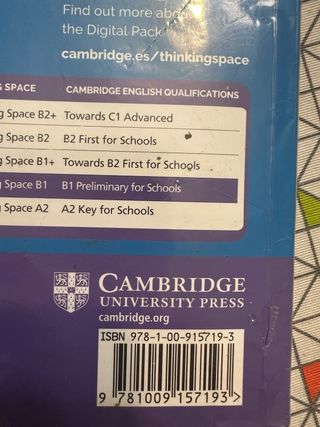 Find out more about
the Digital Pack
cambridge.es/thinkingspace
G SPACE CAMBRIDGE ENGLISH QUALIFICATIONS
g Space B2+ Towards C1 Advanced
g Space B2 B2 First for Schools
g Space B1+ Towards B2 First for Schools
g Space B1 B1 Preliminary for Schools
g Space A2 A2 Key for Schools
CAMBRIDGE
UNIVERSITY PRESS
cambridge.org
ISBN 978-1-00-915719-3
9 781009 157193 >